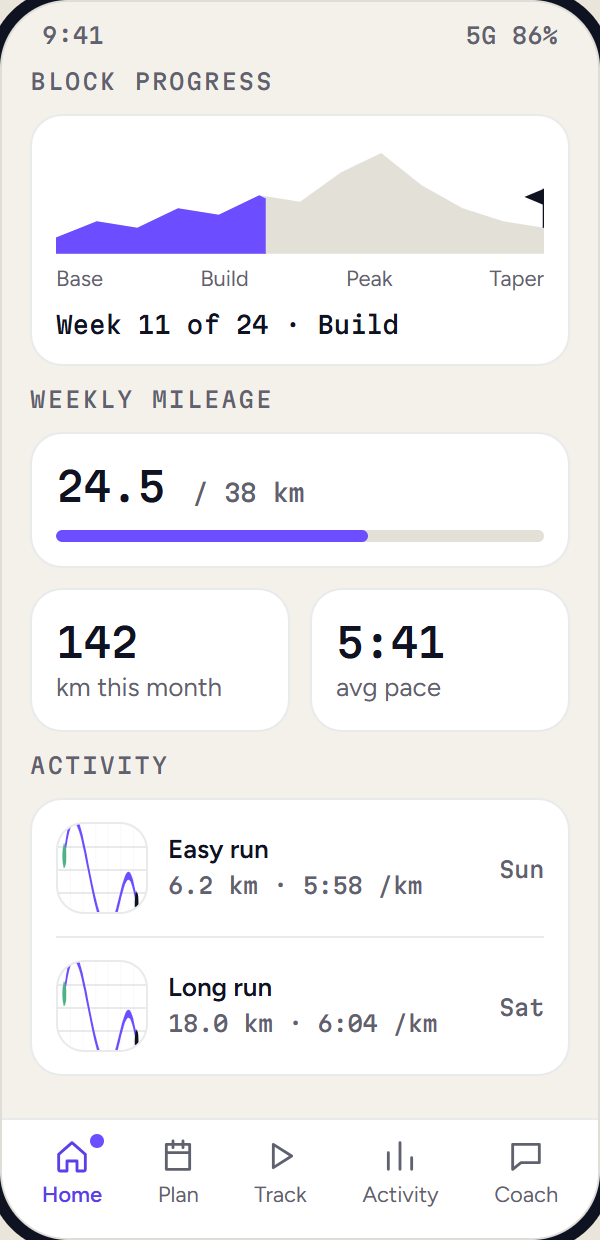 9:41 5G 86%
BLOCK PROGRESS
Base Build Peak Taper
Week 11 of 24 · Build
WEEKLY MILEAGE
24.5 / 38 km
142 5:41
km this month avg pace
ACTIVITY
Easy run
6.2 km · 5:58 /km Sun
Long run
18.0 km · 6:04 /km Sat
Home Plan Track Activity Coach